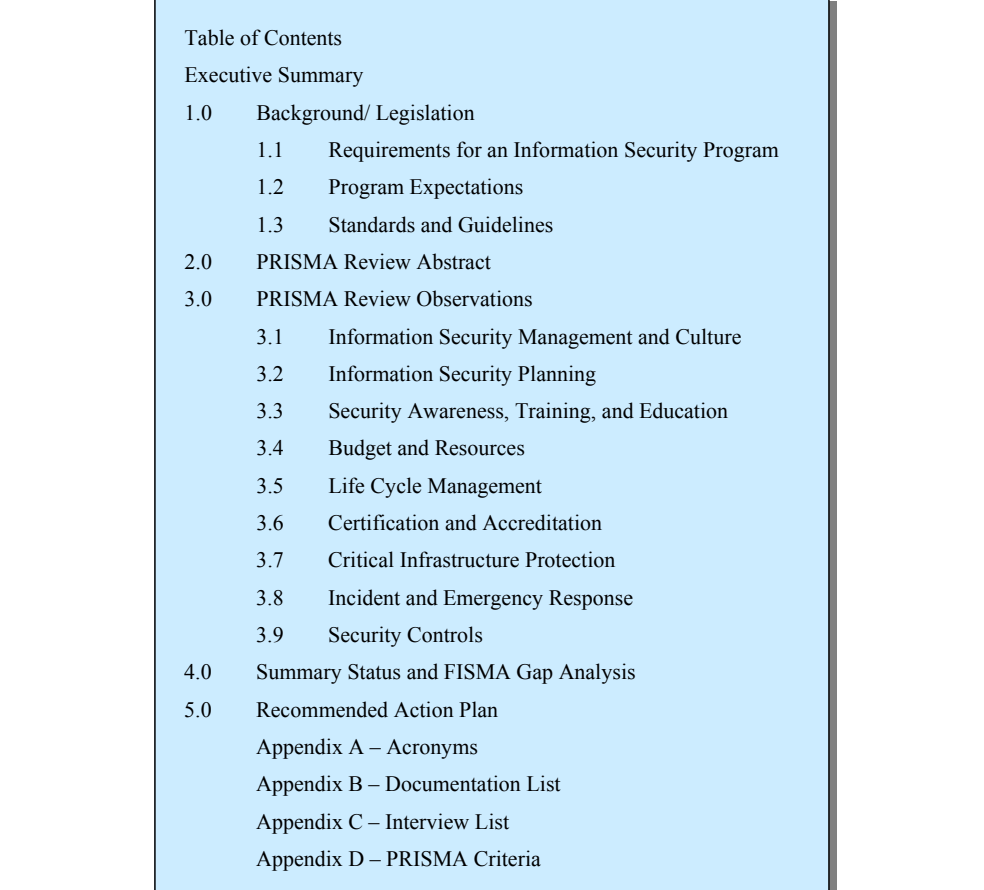 Table of Contents
Executive Summary
1.0 Background/ Legislation
1.1 Requirements for an Information Security Program
1.2 Program Expectations
1.3 Standards and Guidelines
2.0 PRISMA Review Abstract
3.0 PRISMA Review Observations
3.1 Information Security Management and Culture
3.2 Information Security Planning
3.3 Security Awareness, Training, and Education
3.4 Budget and Resources
3.5 Life Cycle Management
3.6 Certification and Accreditation
3.7 Critical Infrastructure Protection
3.8 Incident and Emergency Response
3.9 Security Controls
4.0 Summary Status and FISMA Gap Analysis
5.0 Recommended Action Plan
Appendix A – Acronyms
Appendix B – Documentation List
Appendix C – Interview List
Appendix D – PRISMA Criteria